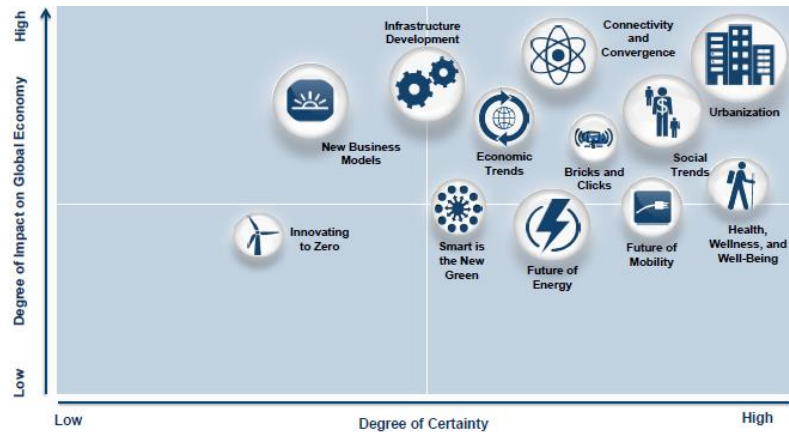 High
Degree of Impact on Global Economy
Low
Infrastructure
Development
Connectivity
and
Convergence
Urbanization
New Business
Models
Economic
Trends
Bricks and
Clicks
Social
Trends
$
Innovating
to Zero
Smart is
the New
Green
Future of
Energy
Future of
Mobility
Health,
Wellness, and
Well-Being
Low
Degree of Certainty
High